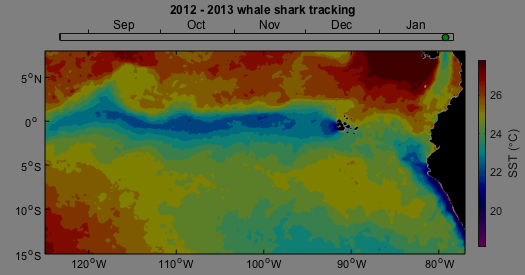 2012 - 2013 whale shark tracking
Sep Oct Nov Dec Jan
5°N
0°
5°S
10°S
15°S
120°W 110°W 100°W 90°W 80°W
26
24
22
20
SST (°C)